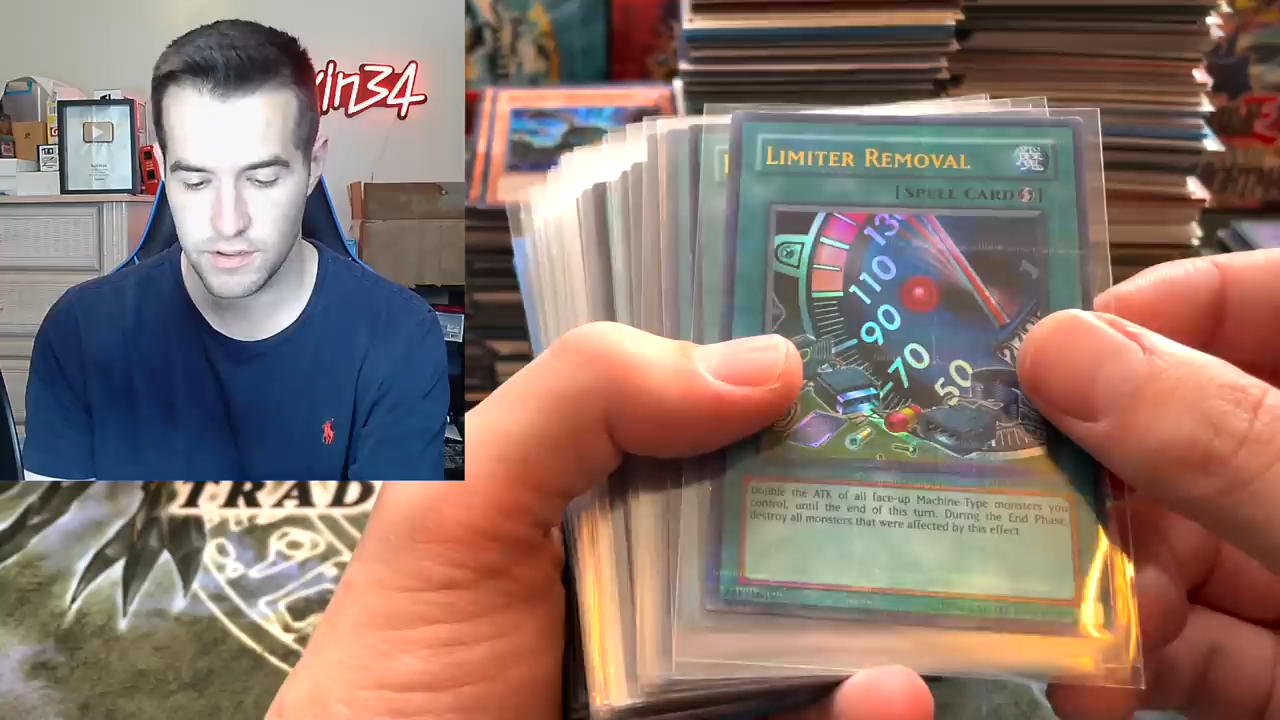 in34
LIMITER REMOVAL
[ SPELL CARD ]
13
110
90
70
50
Double the ATK of all face-up Machine-Type monsters you
control, until the end of this turn. During the End Phase,
destroy all monsters that were affected by this effect.
TRAD